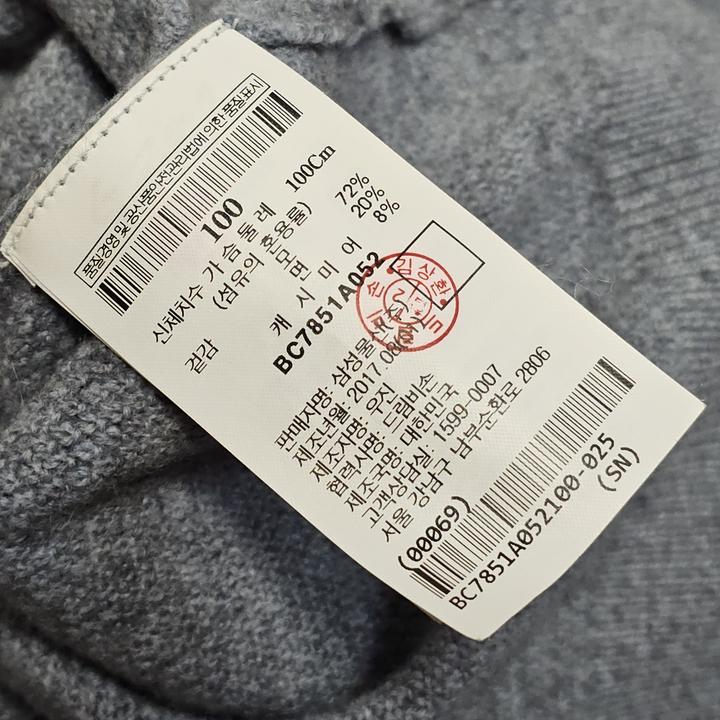 품질경영 및 공산품안전관리법에 의한 품질표시
100
신체치수 가슴둘레 100Cm
(섬유의 혼용률)
겉감 모 72%
면 20%
캐시미어 8%
BC7851A052
판매자명: 삼성물산(주)
제조년월: 2017.08(01)
제조자명: 우진
협력사명: 드림비손
제조국명: 대한민국
고객상담실: 1599-0007
서울 강남구 남부순환로 2806
(00069)
BC7851A052100-025
(SN)
김상환